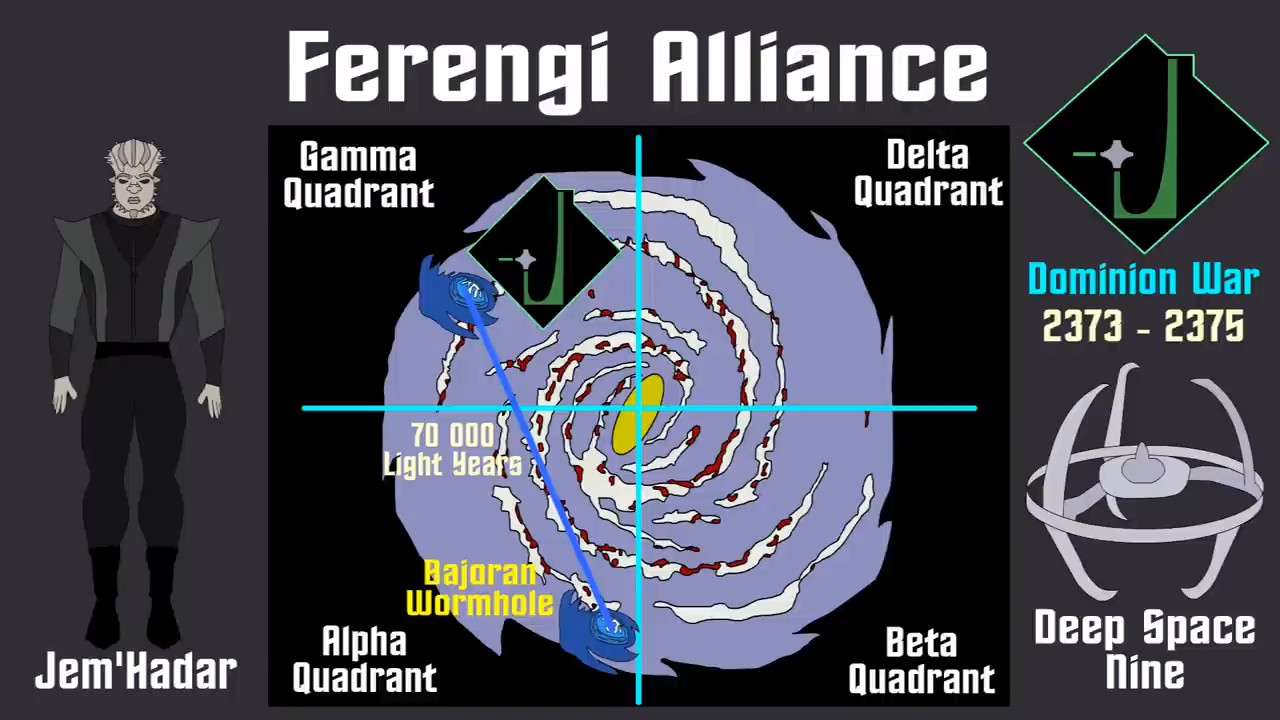 Ferengi Alliance
Gamma
Quadrant
Delta
Quadrant
Dominion War
2373 - 2375
70 000
Light Years
Bajoran
Wormhole
Alpha
Quadrant
Beta
Quadrant
Jem'Hadar
Deep Space
Nine